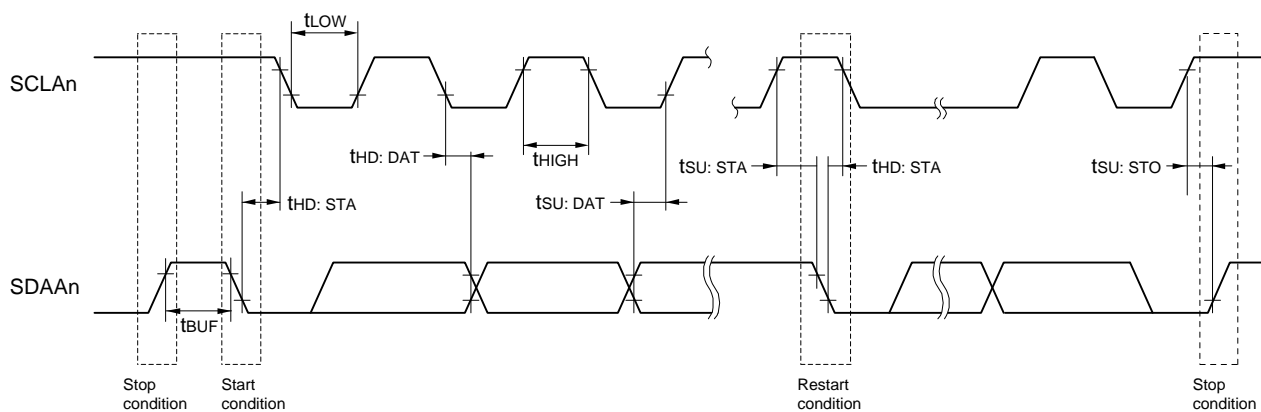 tLOW
SCLAn
tHD: DAT
tHIGH
tSU: STA
tHD: STA
tSU: STO
tHD: STA
tSU: DAT
SDAAn
tBUF
Stop
condition
Start
condition
Restart
condition
Stop
condition